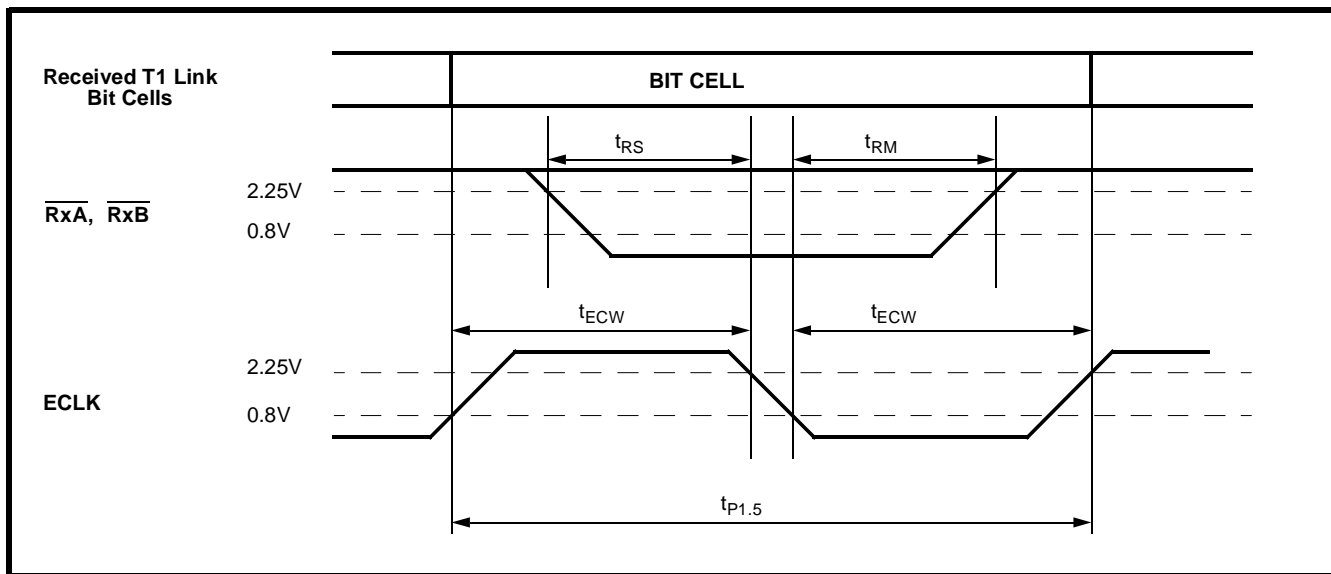 Received T1 Link
Bit Cells
BIT CELL
tRS
tRM
RxA, RxB
2.25V
0.8V
tECW
tECW
ECLK
2.25V
0.8V
tP1.5